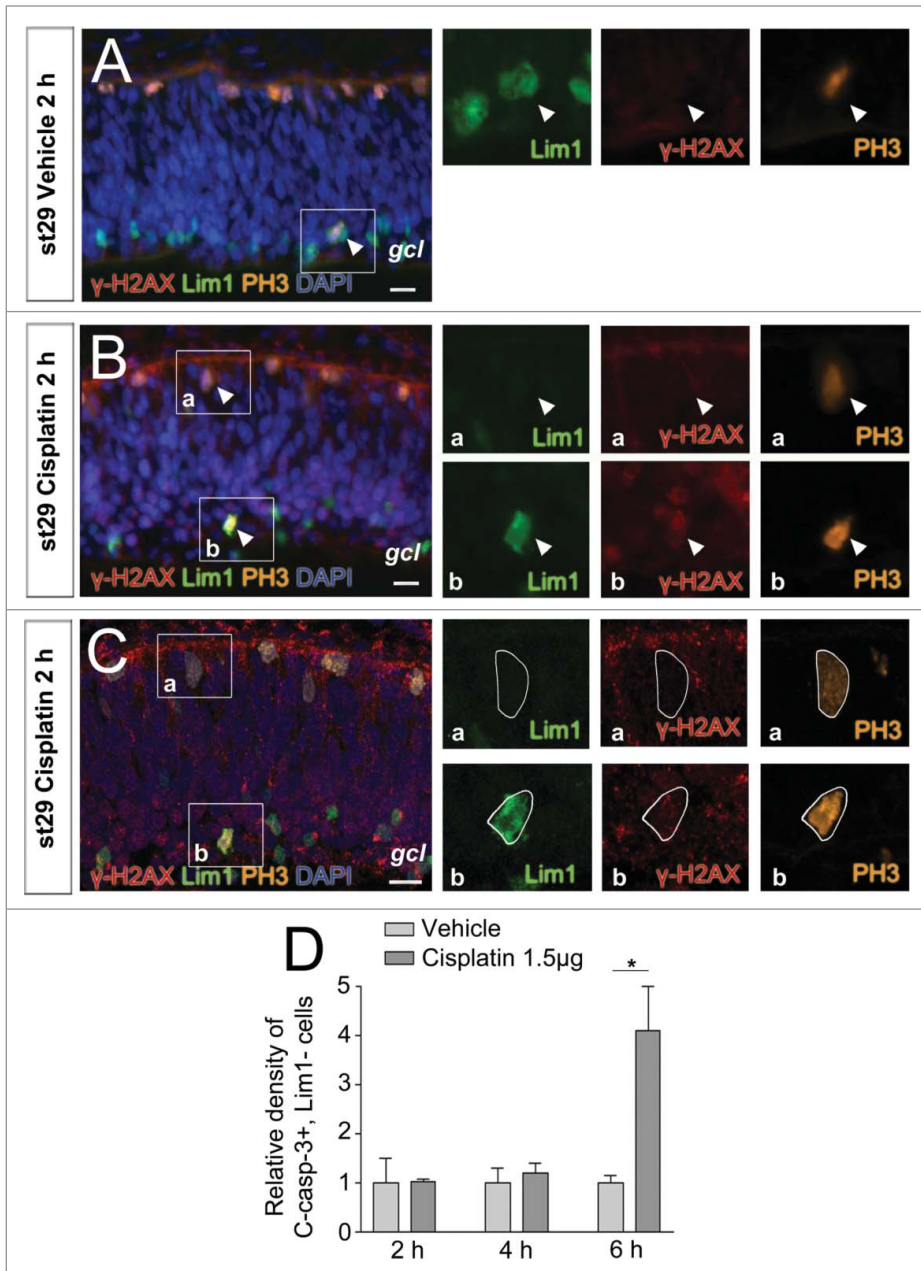 st29 Vehicle 2 h
A
gcl
γ-H2AX Lim1 PH3 DAPI
Lim1
γ-H2AX
PH3
st29 Cisplatin 2 h
B
a
b
gcl
γ-H2AX Lim1 PH3 DAPI
a Lim1
a γ-H2AX
a PH3
b Lim1
b γ-H2AX
b PH3
st29 Cisplatin 2 h
C
a
b
gcl
γ-H2AX Lim1 PH3 DAPI
a Lim1
a γ-H2AX
a PH3
b Lim1
b γ-H2AX
b PH3
D
Vehicle
Cisplatin 1.5µg
*
Relative density of
C-casp-3+, Lim1- cells
5
4
3
2
1
0
2 h 4 h 6 h